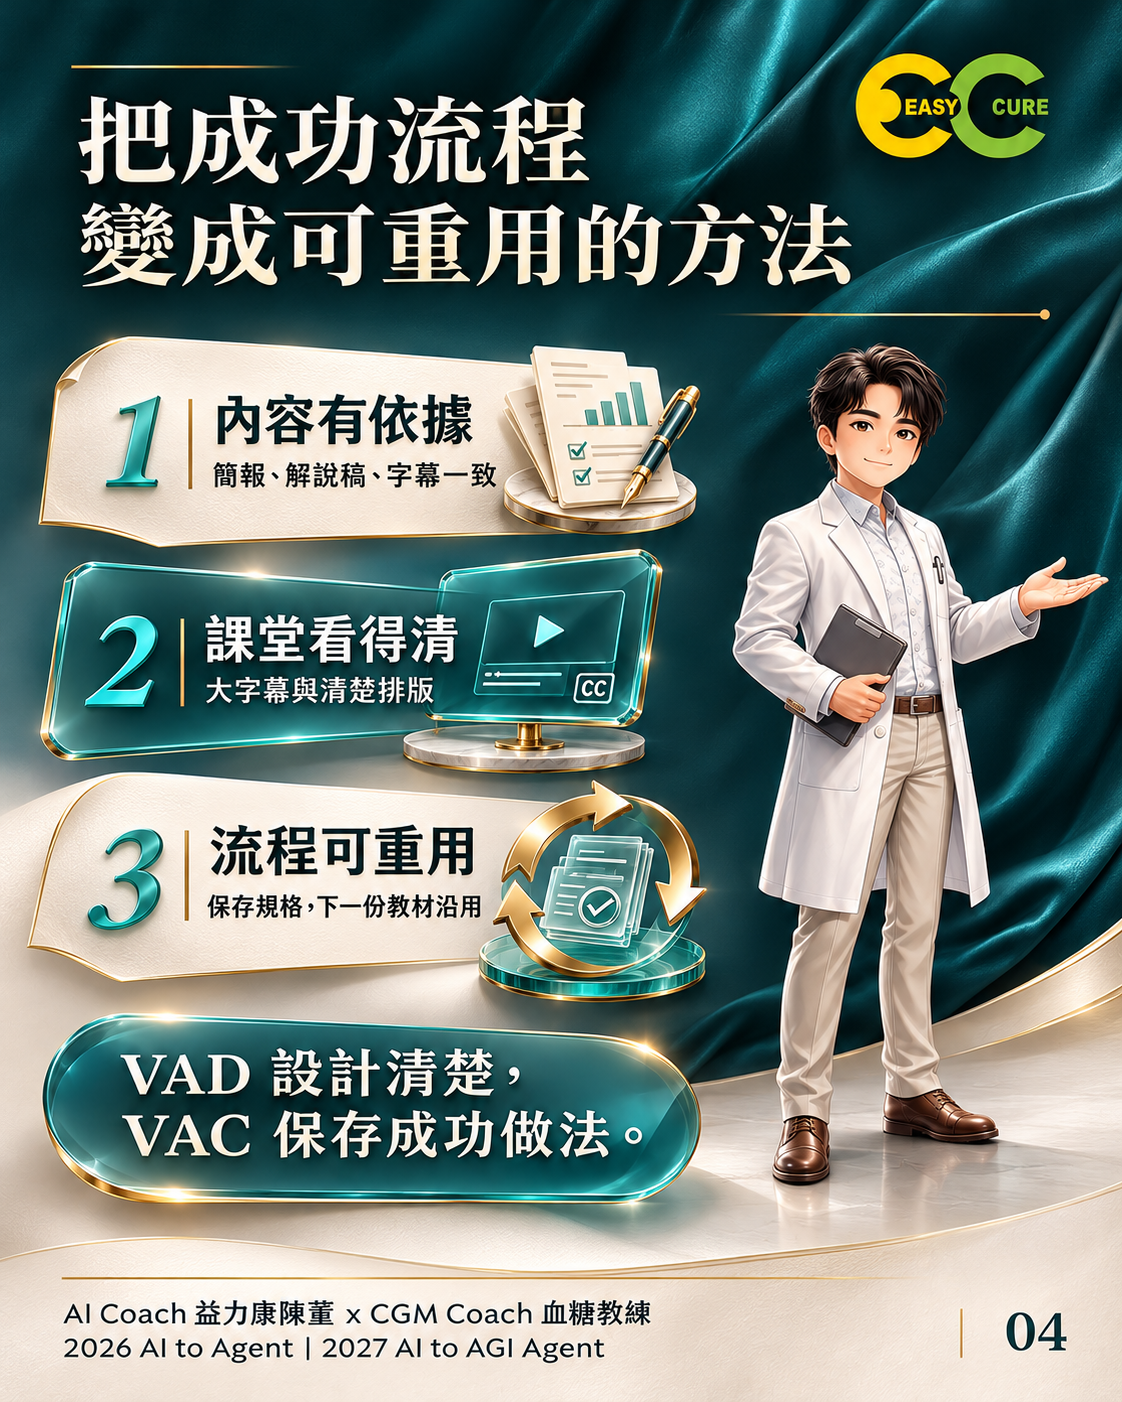 把成功流程
變成可重用的方法
EASY CURE
1
內容有依據
簡報、解說稿、字幕一致
2
課堂看得清
大字幕與清楚排版
CC
3
流程可重用
保存規格,下一份教材沿用
VAD 設計清楚,
VAC 保存成功做法。
AI Coach 益力康陳董 x CGM Coach 血糖教練
2026 AI to Agent | 2027 AI to AGI Agent
04